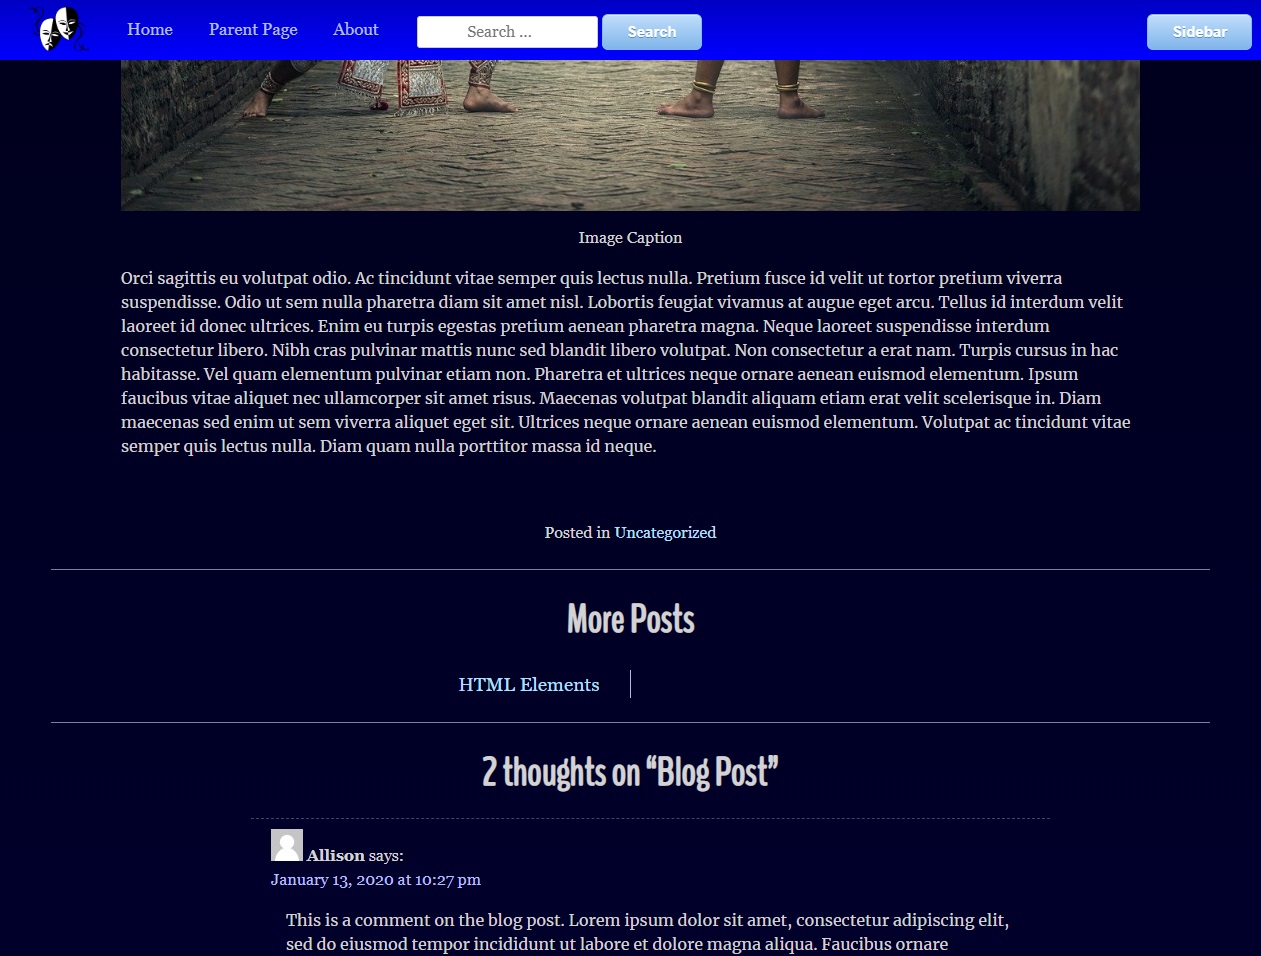 Home
Parent Page
About
Search ...
Search
Sidebar
Image Caption
Orci sagittis eu volutpat odio. Ac tincidunt vitae semper quis lectus nulla. Pretium fusce id velit ut tortor pretium viverra
suspendisse. Odio ut sem nulla pharetra diam sit amet nisl. Lobortis feugiat vivamus at augue eget arcu. Tellus id interdum velit
laoreet id donec ultrices. Enim eu turpis egestas pretium aenean pharetra magna. Neque laoreet suspendisse interdum
consectetur libero. Nibh cras pulvinar mattis nunc sed blandit libero volutpat. Non consectetur a erat nam. Turpis cursus in hac
habitasse. Vel quam elementum pulvinar etiam non. Pharetra et ultrices neque ornare aenean euismod elementum. Ipsum
faucibus vitae aliquet nec ullamcorper sit amet risus. Maecenas volutpat blandit aliquam etiam erat velit scelerisque in. Diam
maecenas sed enim ut sem viverra aliquet eget sit. Ultrices neque ornare aenean euismod elementum. Volutpat ac tincidunt vitae
semper quis lectus nulla. Diam quam nulla porttitor massa id neque.
Posted in Uncategorized
More Posts
HTML Elements
2 thoughts on “Blog Post”
Allison says:
January 13, 2020 at 10:27 pm
This is a comment on the blog post. Lorem ipsum dolor sit amet, consectetur adipiscing elit,
sed do eiusmod tempor incididunt ut labore et dolore magna aliqua. Faucibus ornare